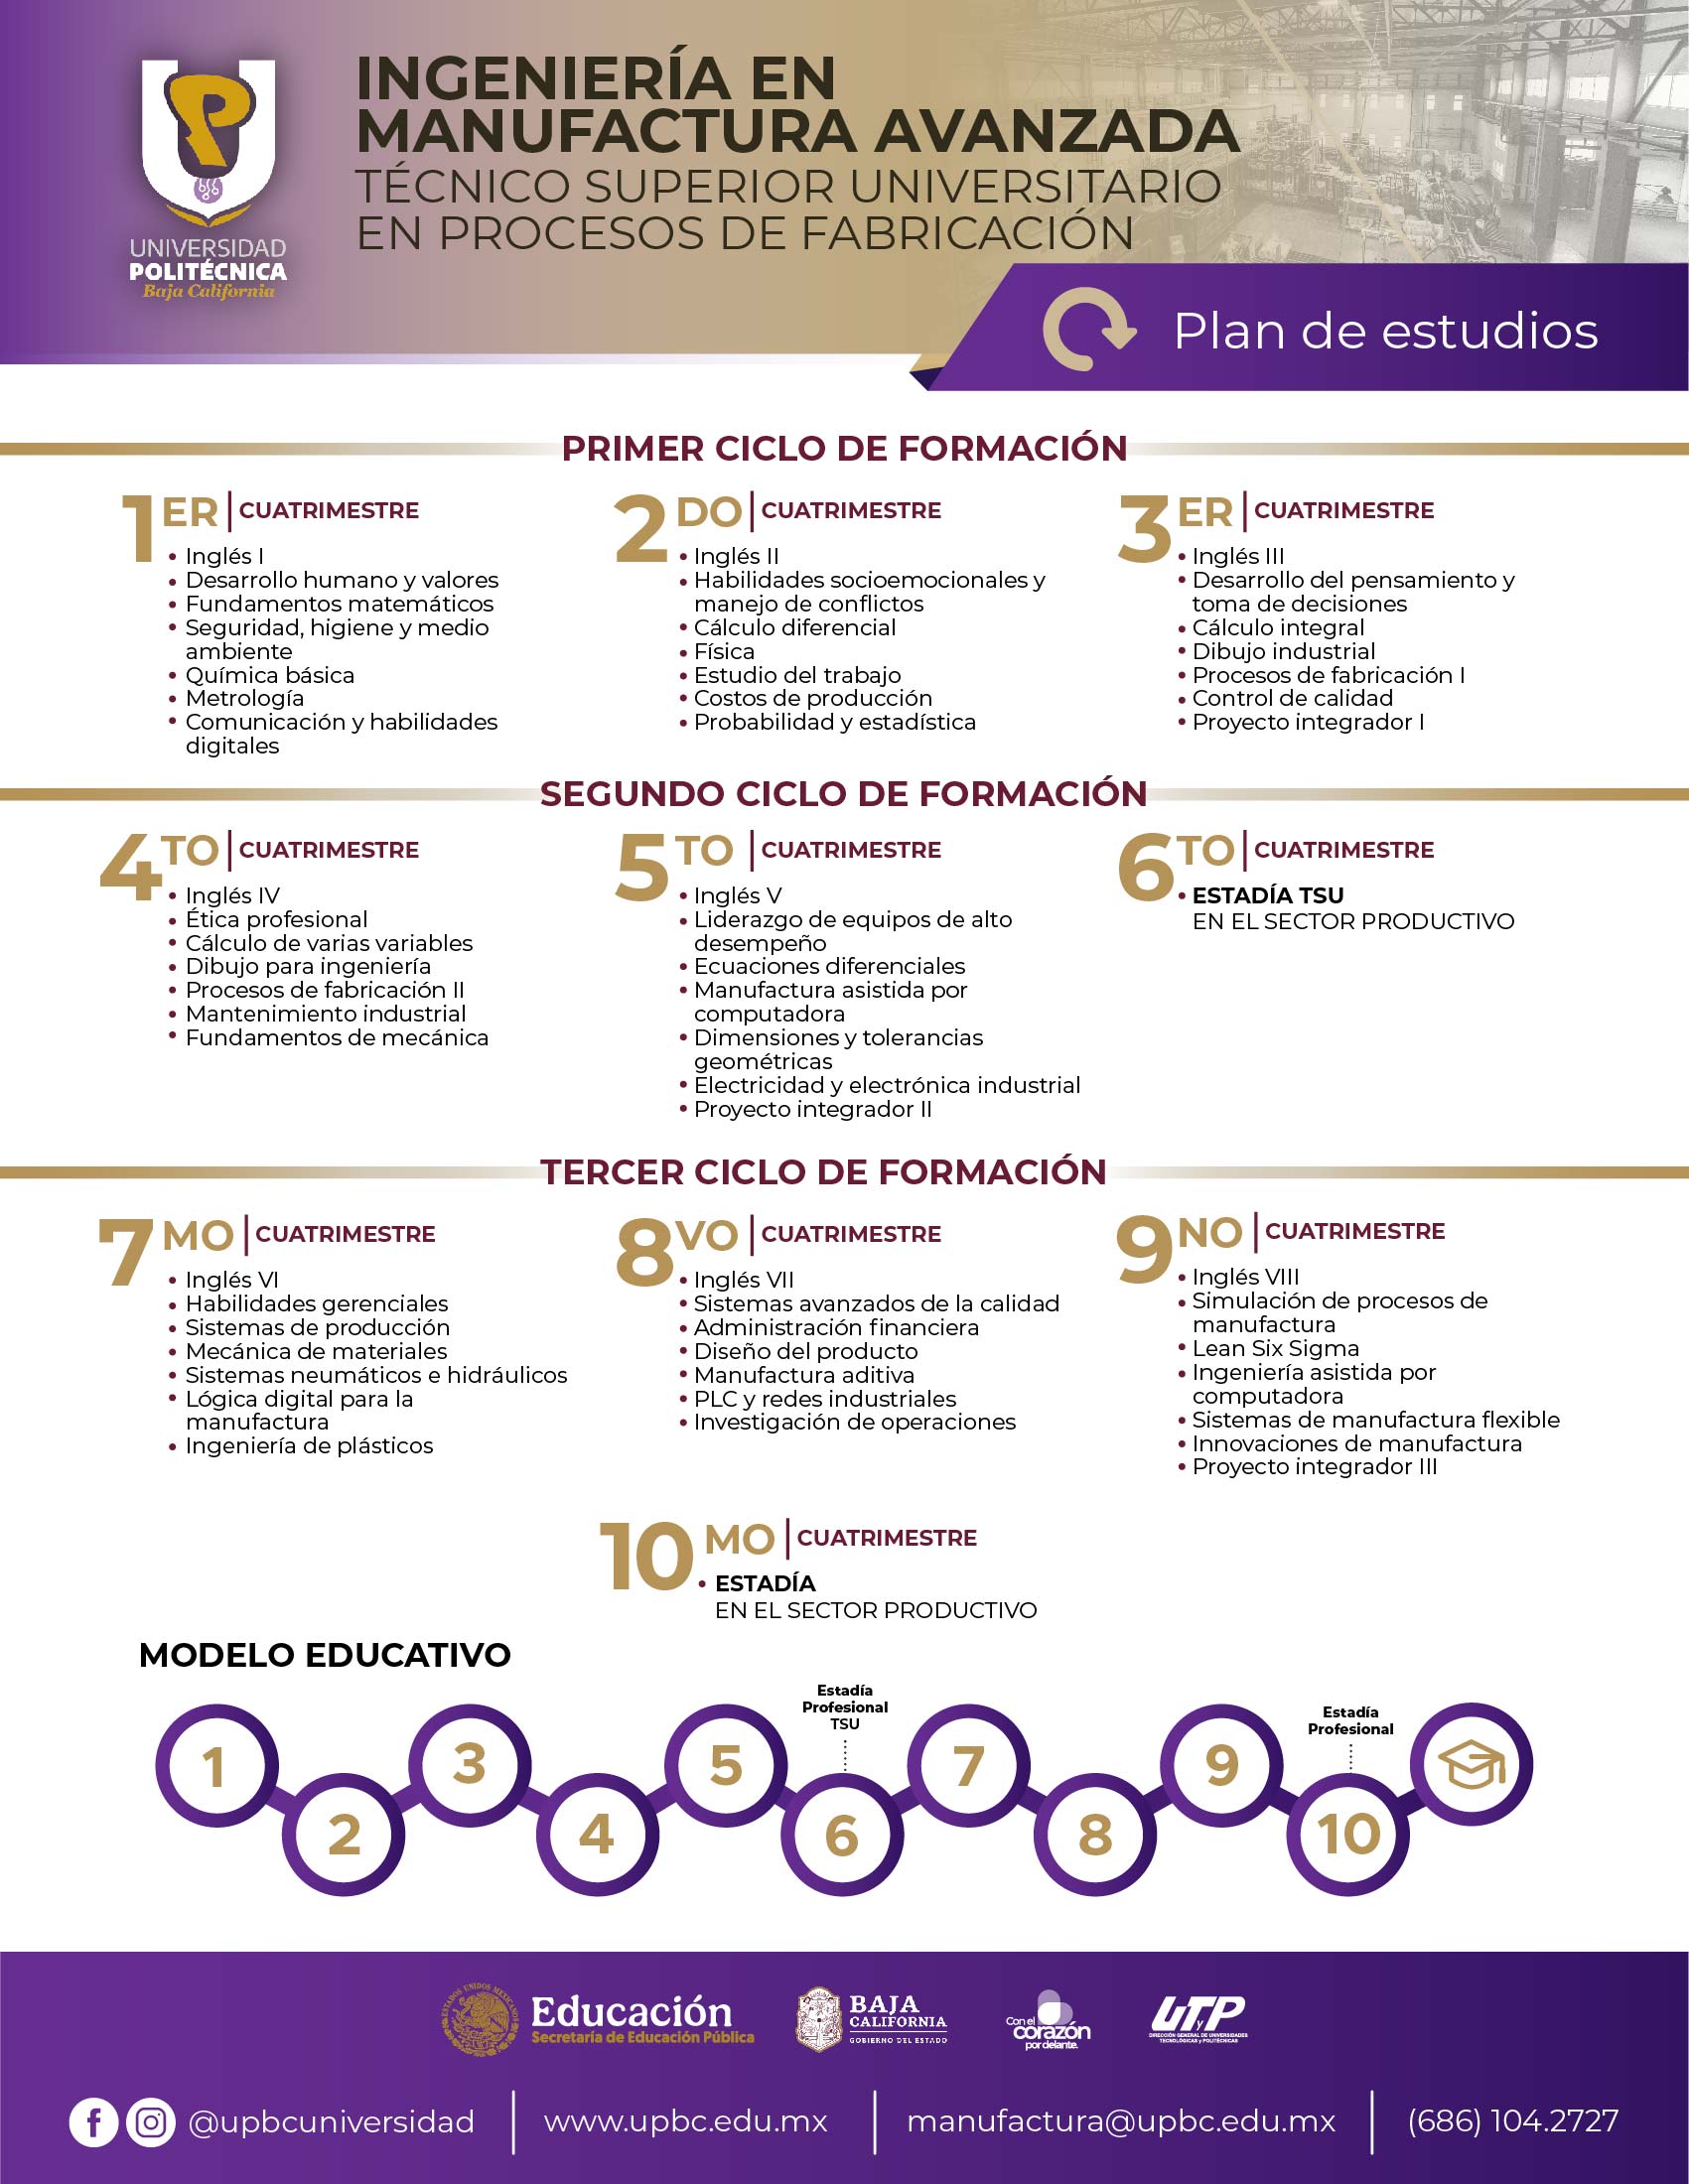 INGENIERÍA EN
MANUFACTURA AVANZADA
TÉCNICO SUPERIOR UNIVERSITARIO
EN PROCESOS DE FABRICACIÓN
UNIVERSIDAD
POLITÉCNICA
Baja California
Plan de estudios
PRIMER CICLO DE FORMACIÓN
1ER | CUATRIMESTRE
• Inglés I
• Desarrollo humano y valores
• Fundamentos matemáticos
• Seguridad, higiene y medio
ambiente
• Química básica
• Metrología
• Comunicación y habilidades
digitales
2DO | CUATRIMESTRE
• Inglés II
• Habilidades socioemocionales y
manejo de conflictos
• Cálculo diferencial
• Física
• Estudio del trabajo
• Costos de producción
• Probabilidad y estadística
3ER | CUATRIMESTRE
• Inglés III
• Desarrollo del pensamiento y
toma de decisiones
• Cálculo integral
• Dibujo industrial
• Procesos de fabricación I
• Control de calidad
• Proyecto integrador I
SEGUNDO CICLO DE FORMACIÓN
4TO | CUATRIMESTRE
• Inglés IV
• Ética profesional
• Cálculo de varias variables
• Dibujo para ingeniería
• Procesos de fabricación II
• Mantenimiento industrial
• Fundamentos de mecánica
5TO | CUATRIMESTRE
• Inglés V
• Liderazgo de equipos de alto
desempeño
• Ecuaciones diferenciales
• Manufactura asistida por
computadora
• Dimensiones y tolerancias
geométricas
• Electricidad y electrónica industrial
• Proyecto integrador II
6TO | CUATRIMESTRE
• ESTADÍA TSU
EN EL SECTOR PRODUCTIVO
TERCER CICLO DE FORMACIÓN
7MO | CUATRIMESTRE
• Inglés VI
• Habilidades gerenciales
• Sistemas de producción
• Mecánica de materiales
• Sistemas neumáticos e hidráulicos
• Lógica digital para la
manufactura
• Ingeniería de plásticos
8VO | CUATRIMESTRE
• Inglés VII
• Sistemas avanzados de la calidad
• Administración financiera
• Diseño del producto
• Manufactura aditiva
• PLC y redes industriales
• Investigación de operaciones
9NO | CUATRIMESTRE
• Inglés VIII
• Simulación de procesos de
manufactura
• Lean Six Sigma
• Ingeniería asistida por
computadora
• Sistemas de manufactura flexible
• Innovaciones de manufactura
• Proyecto integrador III
10MO | CUATRIMESTRE
• ESTADÍA
EN EL SECTOR PRODUCTIVO
MODELO EDUCATIVO
Estadía
Profesional
TSU
Estadía
Profesional
1 2 3 4 5 6 7 8 9 10
ESTADOS UNIDOS MEXICANOS
Educación
Secretaría de Educación Pública
BAJA
CALIFORNIA
GOBIERNO DEL ESTADO
Con el
corazón
por delante.
UTyP
DIRECCIÓN GENERAL DE UNIVERSIDADES
TECNOLÓGICAS y POLITÉCNICAS
@upbcuniversidad | www.upbc.edu.mx | manufactura@upbc.edu.mx | (686) 104.2727